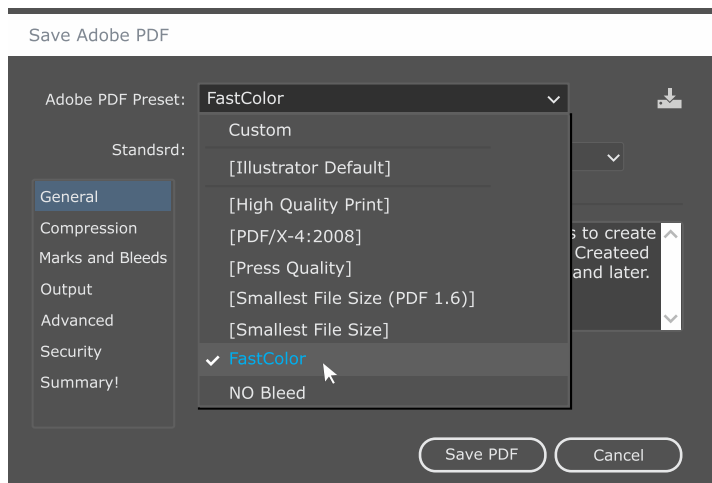 Save Adobe PDF
Adobe PDF Preset:
FastColor
Custom
Standsrd:
[Illustrator Default]
General
[High Quality Print]
Compression
[PDF/X-4:2008]
s to create
Createed
Marks and Bleeds
[Press Quality]
and later.
Output
[Smallest File Size (PDF 1.6)]
Advanced
[Smallest File Size]
Security
FastColor
Summary!
NO Bleed
Save PDF
Cancel